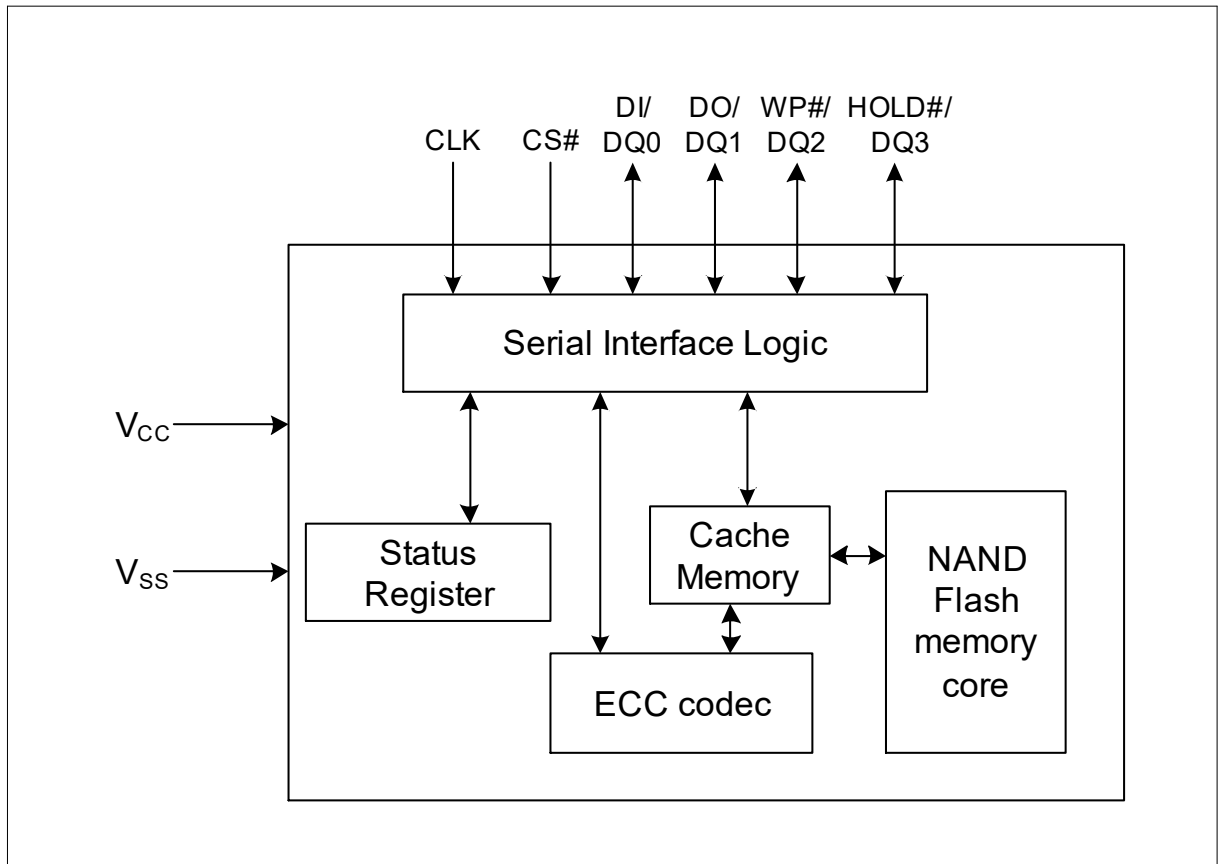 CLK
CS#
DI/
DQ0
DO/
DQ1
WP#/
DQ2
HOLD#/
DQ3
Serial Interface Logic
VCC
VSS
Status
Register
Cache
Memory
ECC codec
NAND
Flash
memory
core